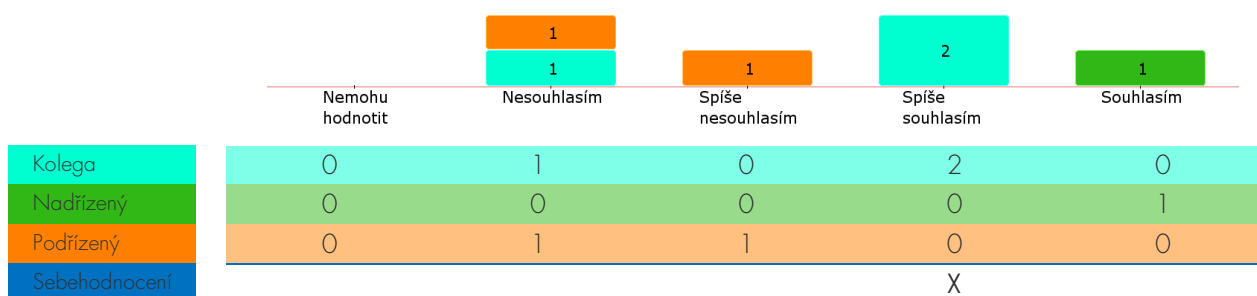 1
1 1 2 1
Nemohu hodnotit Nesouhlasím Spíše nesouhlasím Spíše souhlasím Souhlasím
Kolega 0 1 0 2 0
Nadřízený 0 0 0 0 1
Podřízený 0 1 1 0 0
Sebehodnocení X